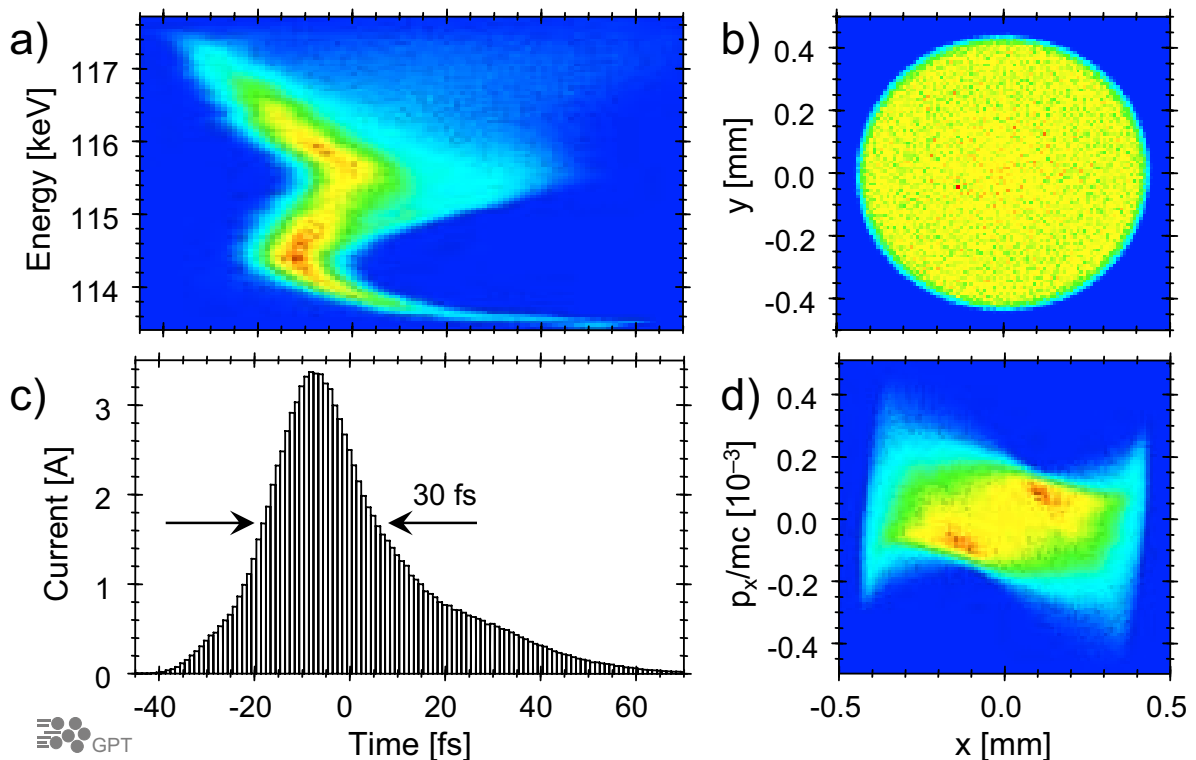 a)
Energy [keV]
117
116
115
114
b)
y [mm]
0.4
0.2
0.0
-0.2
-0.4
c)
Current [A]
3
2
1
0
30 fs
-40 -20 0 20 40 60
Time [fs]
d)
pₓ/mc [10⁻³]
0.4
0.2
0.0
-0.2
-0.4
-0.5 0.0 0.5
x [mm]
GPT